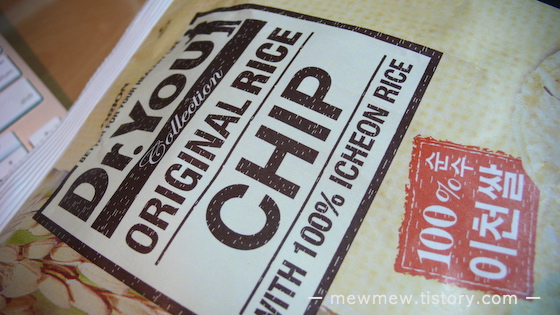 Dr.You
Collection
ORIGINAL RICE
CHIP
WITH 100% ICHEON RICE
순수
100%
이천쌀
mewmew.tistory.com